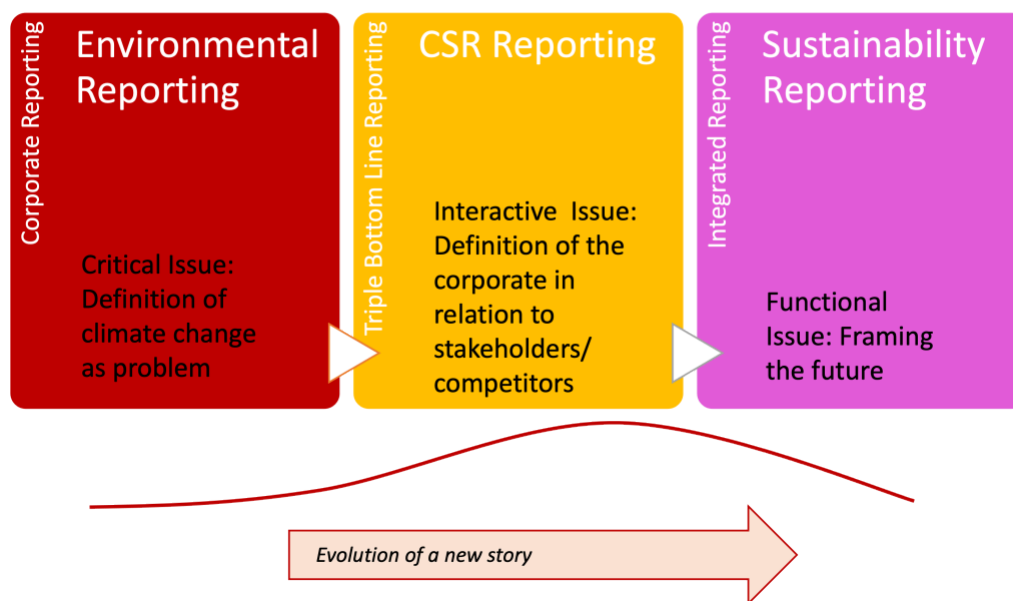 Corporate Reporting
Environmental
Reporting
Critical Issue:
Definition of
climate change
as problem
Triple Bottom Line Reporting
CSR Reporting
Interactive  Issue:
Definition of the
corporate in
relation to
stakeholders/
competitors
Integrated Reporting
Sustainability
Reporting
Functional
Issue: Framing
the future
Evolution of a new story